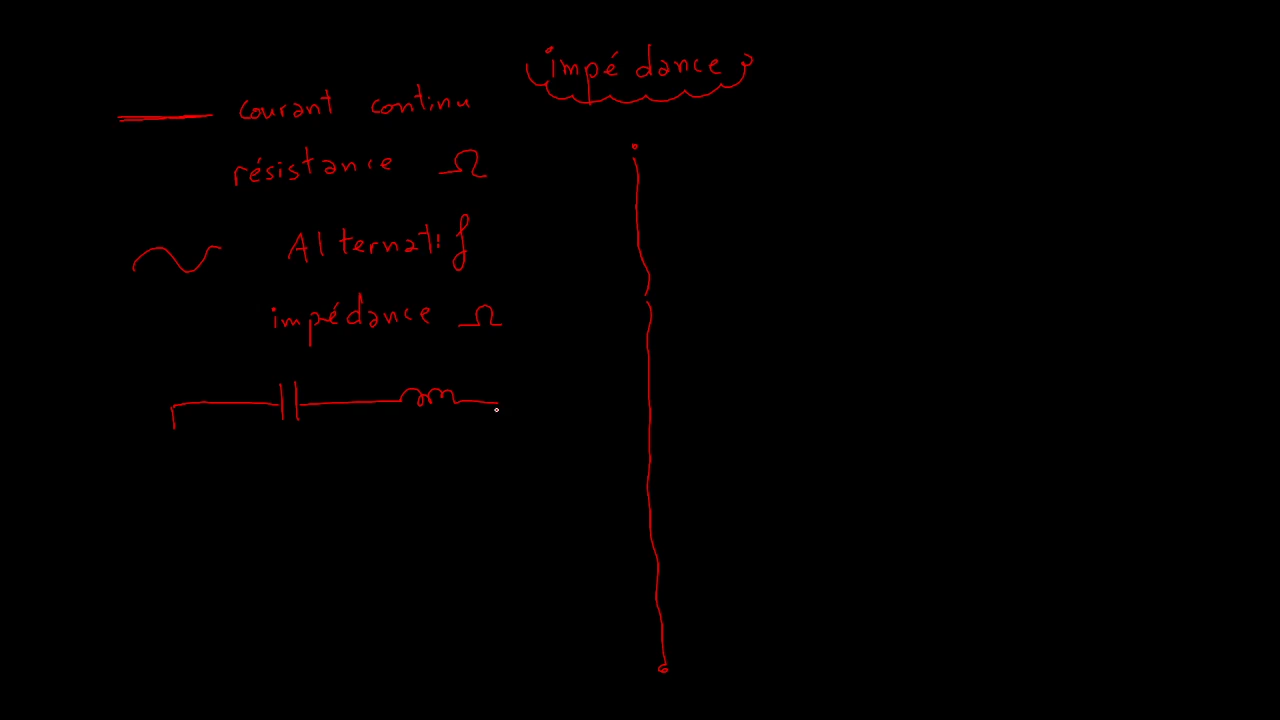 impédance
courant continu
résistance Ω
Alternatif
impédance Ω